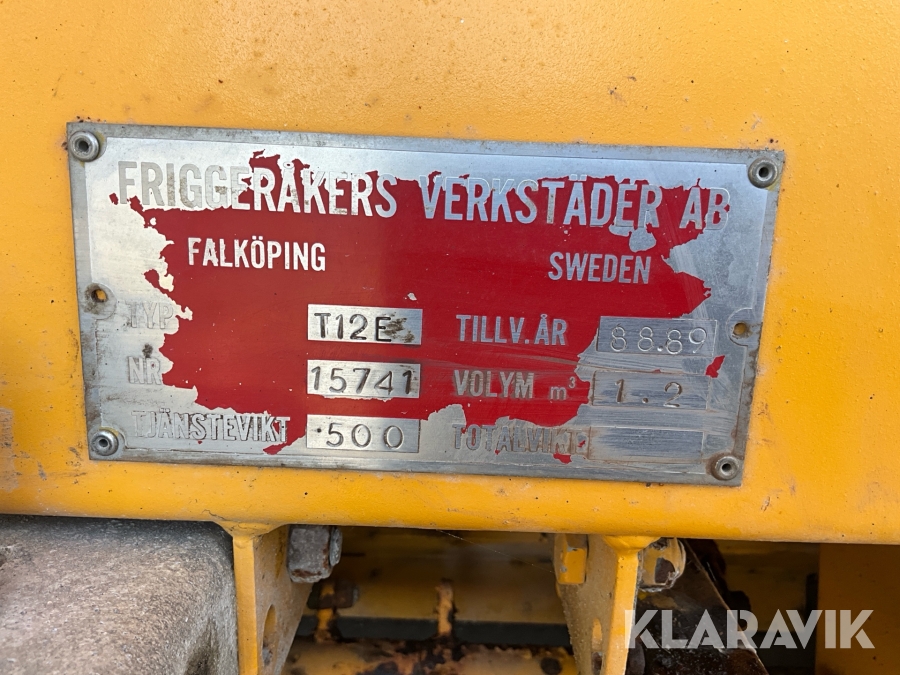 FRIGGERÅKERS VERKSTÄDER AB
FALKÖPING SWEDEN
TYP T12E TILLV. ÅR 88.89
NR 15741 VOLYM m³ 1.2
TJÄNSTEVIKT 500 TOTALVIKT
KLARAVIK